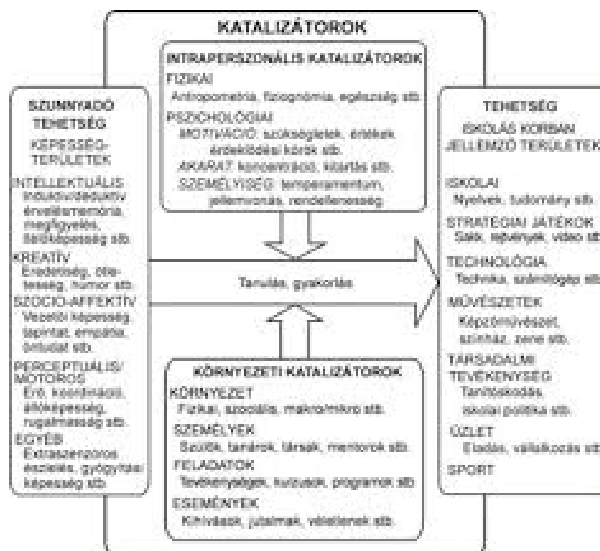 KATALIZÁTOROK
INTRAPERSZONÁLIS KATALIZÁTOROK
FIZIKAI
Antropometria, fiziognómia, egészség stb.
PSZICHOLÓGIAI
MOTIVÁCIÓ: szükségletek, értékek
érdeklődési körök stb.
AKARAT: koncentráció, kitartás stb.
SZEMÉLYISÉG: temperamentum,
jellemvonás, rendellenesség
SZUNNYADÓ
TEHETSÉG
KÉPESSÉG-
TERÜLETEK
INTELLEKTUÁLIS
Induktív/deduktív
érvelésmemória,
megfigyelés,
ítélőképesség stb.
KREATÍV
Eredetiség, ötle-
tesség, humor stb.
SZOCIO-AFFEKTÍV
Vezetői képesség,
tapintat, empátia,
öntudat stb.
PERCEPTUÁLIS/
MOTOROS
Erő, koordináció,
állóképesség,
rugalmasság stb.
EGYÉB
Extraszenzoros
észlelés, gyógyítási
képesség stb.
Tanulás, gyakorlás
KÖRNYEZETI KATALIZÁTOROK
KÖRNYEZET
Fizikai, szociális, makro/mikro stb.
SZEMÉLYEK
Szülők, tanárok, társak, mentorok stb.
FELADATOK
Tevékenységek, kurzusok, programok stb.
ESEMÉNYEK
Kihívások, jutalmak, véletlenek stb.
TEHETSÉG
ISKOLÁS KORBAN
JELLEMZŐ TERÜLETEK
ISKOLAI
Nyelvek, tudomány stb.
STRATÉGIAI JÁTÉKOK
Sakk, rejtvények, video stb.
TECHNOLÓGIA
Technika, számítógép stb.
MŰVÉSZETEK
Képzőművészet,
színház, zene stb.
TÁRSADALMI
TEVÉKENYSÉG
Tanítóskodás
iskolai politika stb.
ÜZLET
Eladás, vállalkozás stb.
SPORT